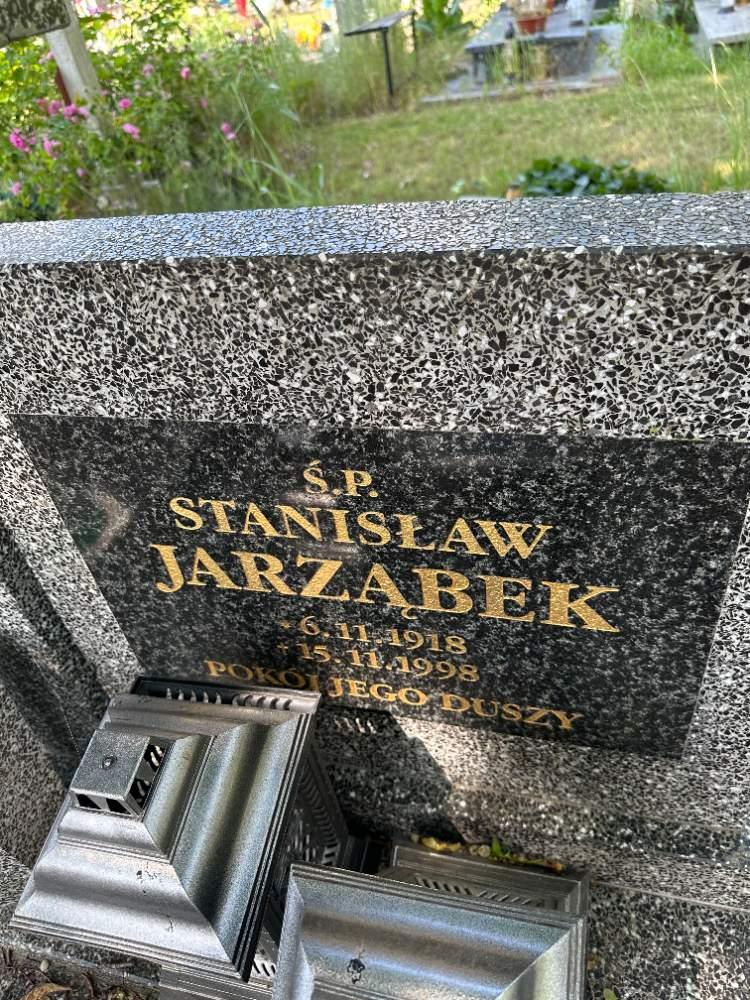 Ś.P.
STANISŁAW
JARZĄBEK
* 6.11.1918
+ 15.11.1998
POKÓJ JEGO DUSZY